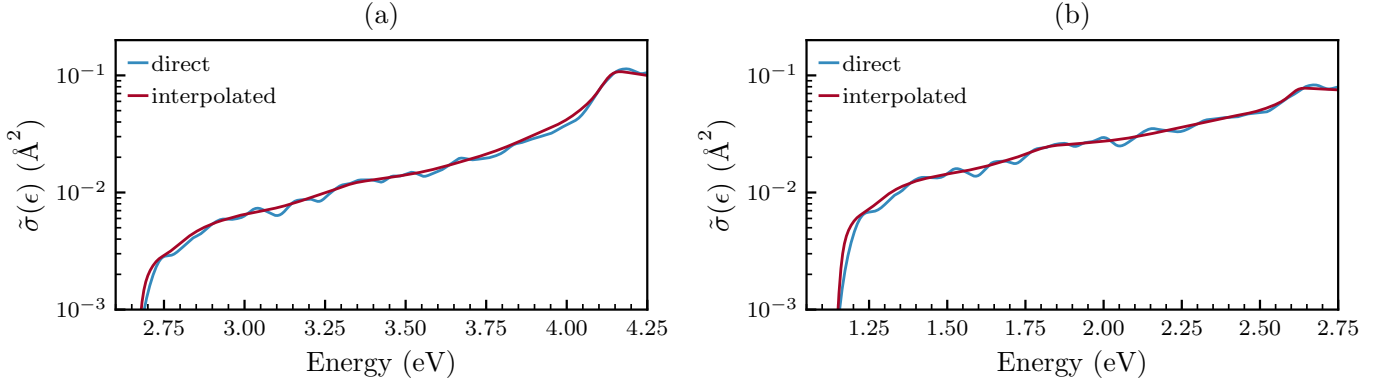 (a)
10⁻¹
10⁻²
10⁻³
σ̃(ϵ) (Å²)
direct
interpolated
2.75 3.00 3.25 3.50 3.75 4.00 4.25
Energy (eV)
(b)
10⁻¹
10⁻²
10⁻³
σ̃(ϵ) (Å²)
direct
interpolated
1.25 1.50 1.75 2.00 2.25 2.50 2.75
Energy (eV)